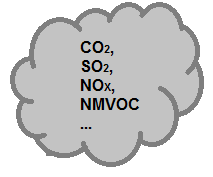 CO2,
SO2,
NOX,
NMVOC
...